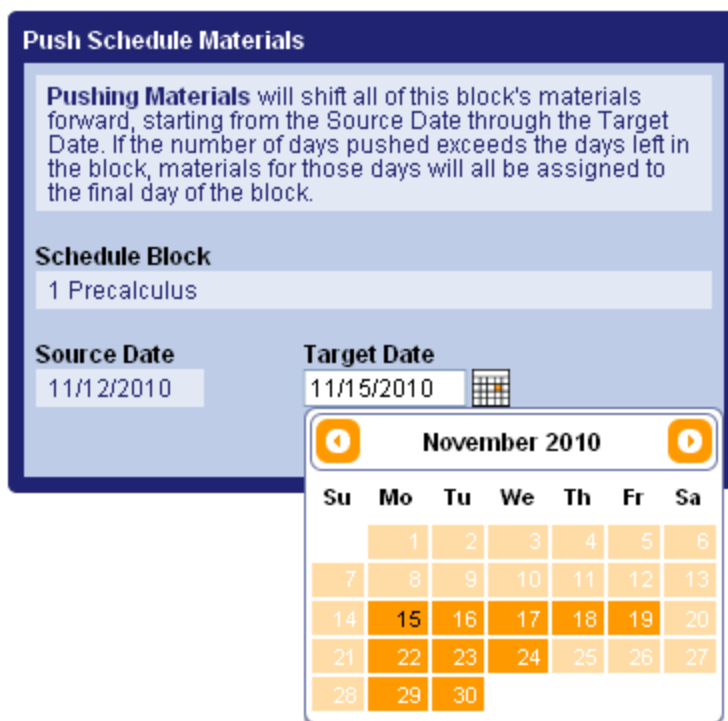 Push Schedule Materials
Pushing Materials will shift all of this block's materials
forward, starting from the Source Date through the Target
Date. If the number of days pushed exceeds the days left in
the block, materials for those days will all be assigned to
the final day of the block.
Schedule Block
1 Precalculus
Source Date Target Date
11/12/2010 11/15/2010
November 2010
Su Mo Tu We Th Fr Sa
1 2 3 4 5 6
7 8 9 10 11 12 13
14 15 16 17 18 19 20
21 22 23 24 25 26 27
28 29 30